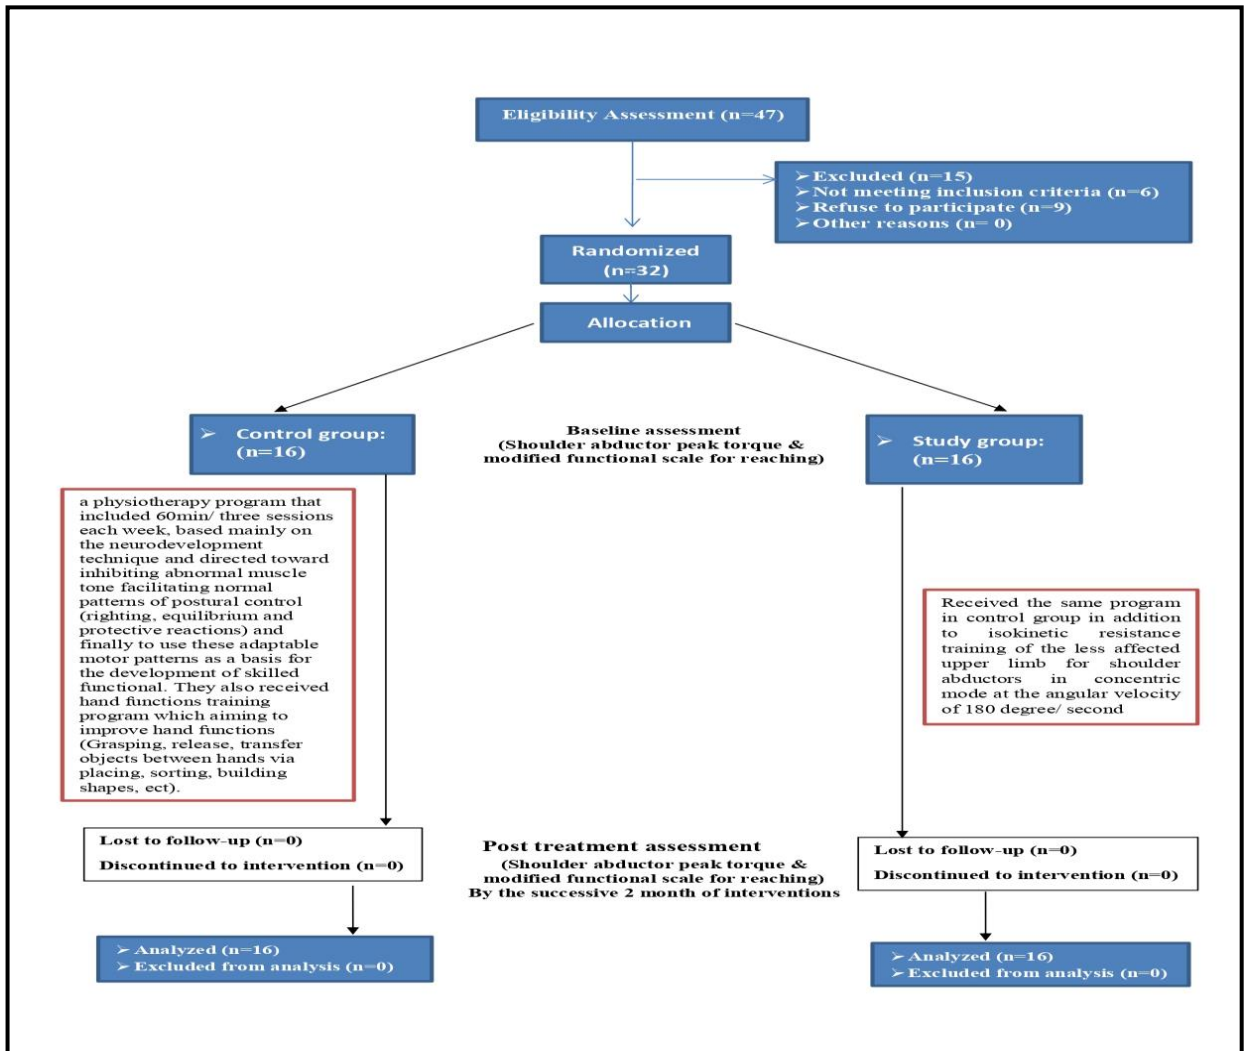 Eligibility Assessment (n=47)
➢ Excluded (n=15)
➢ Not meeting inclusion criteria (n=6)
➢ Refuse to participate (n=9)
➢ Other reasons (n= 0)
Randomized
(n=32)
Allocation
➢ Control group:
(n=16)
Baseline assessment
(Shoulder abductor peak torque &
modified functional scale for reaching)
➢ Study group:
(n=16)
a physiotherapy program that
included 60min/ three sessions
each week, based mainly on
the neurodevelopment
technique and directed toward
inhibiting abnormal muscle
tone facilitating normal
patterns of postural control
(righting, equilibrium and
protective reactions) and
finally to use these adaptable
motor patterns as a basis for
the development of skilled
functional. They also received
hand functions training
program which aiming to
improve hand functions
(Grasping, release, transfer
objects between hands via
placing, sorting, building
shapes, ect).
Received the same program
in control group in addition
to isokinetic resistance
training of the less affected
upper limb for shoulder
abductors in concentric
mode at the angular velocity
of 180 degree/ second
Lost to follow-up (n=0)
Discontinued to intervention (n=0)
Post treatment assessment
(Shoulder abductor peak torque &
modified functional scale for reaching)
By the successive 2 month of interventions
Lost to follow-up (n=0)
Discontinued to intervention (n=0)
➢ Analyzed (n=16)
➢ Excluded from analysis (n=0)
➢ Analyzed (n=16)
➢ Excluded from analysis (n=0)